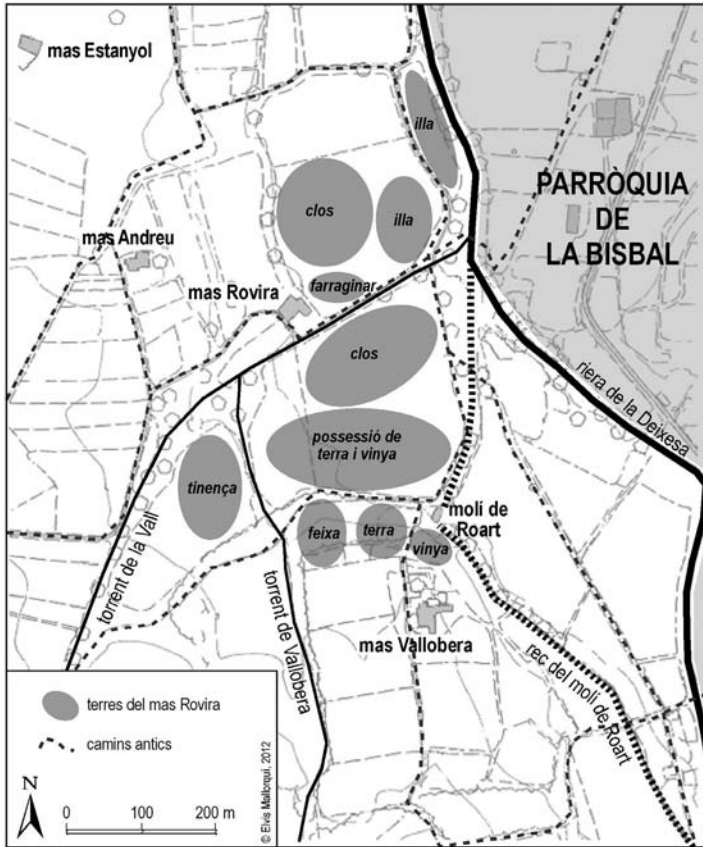 mas Estanyol
illa
PARRÒQUIA
DE
LA BISBAL
clos
illa
mas Andreu
farraginar
mas Rovira
clos
riera de la Deixesa
possessió de
terra i vinya
tinença
molí de
Roart
feixa
terra
vinya
torrent de la Vall
torrent de Vallobera
mas Vallobera
rec del molí de Roart
terres del mas Rovira
camins antics
N
0 100 200 m
© Elvis Mallorquí, 2012